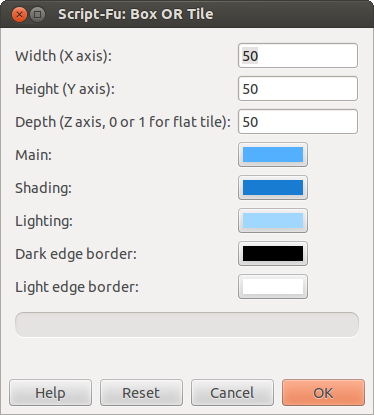 Script-Fu: Box OR Tile
Width (X axis): 50
Height (Y axis): 50
Depth (Z axis, 0 or 1 for flat tile): 50
Main:
Shading:
Lighting:
Dark edge border:
Light edge border:
Help Reset Cancel OK